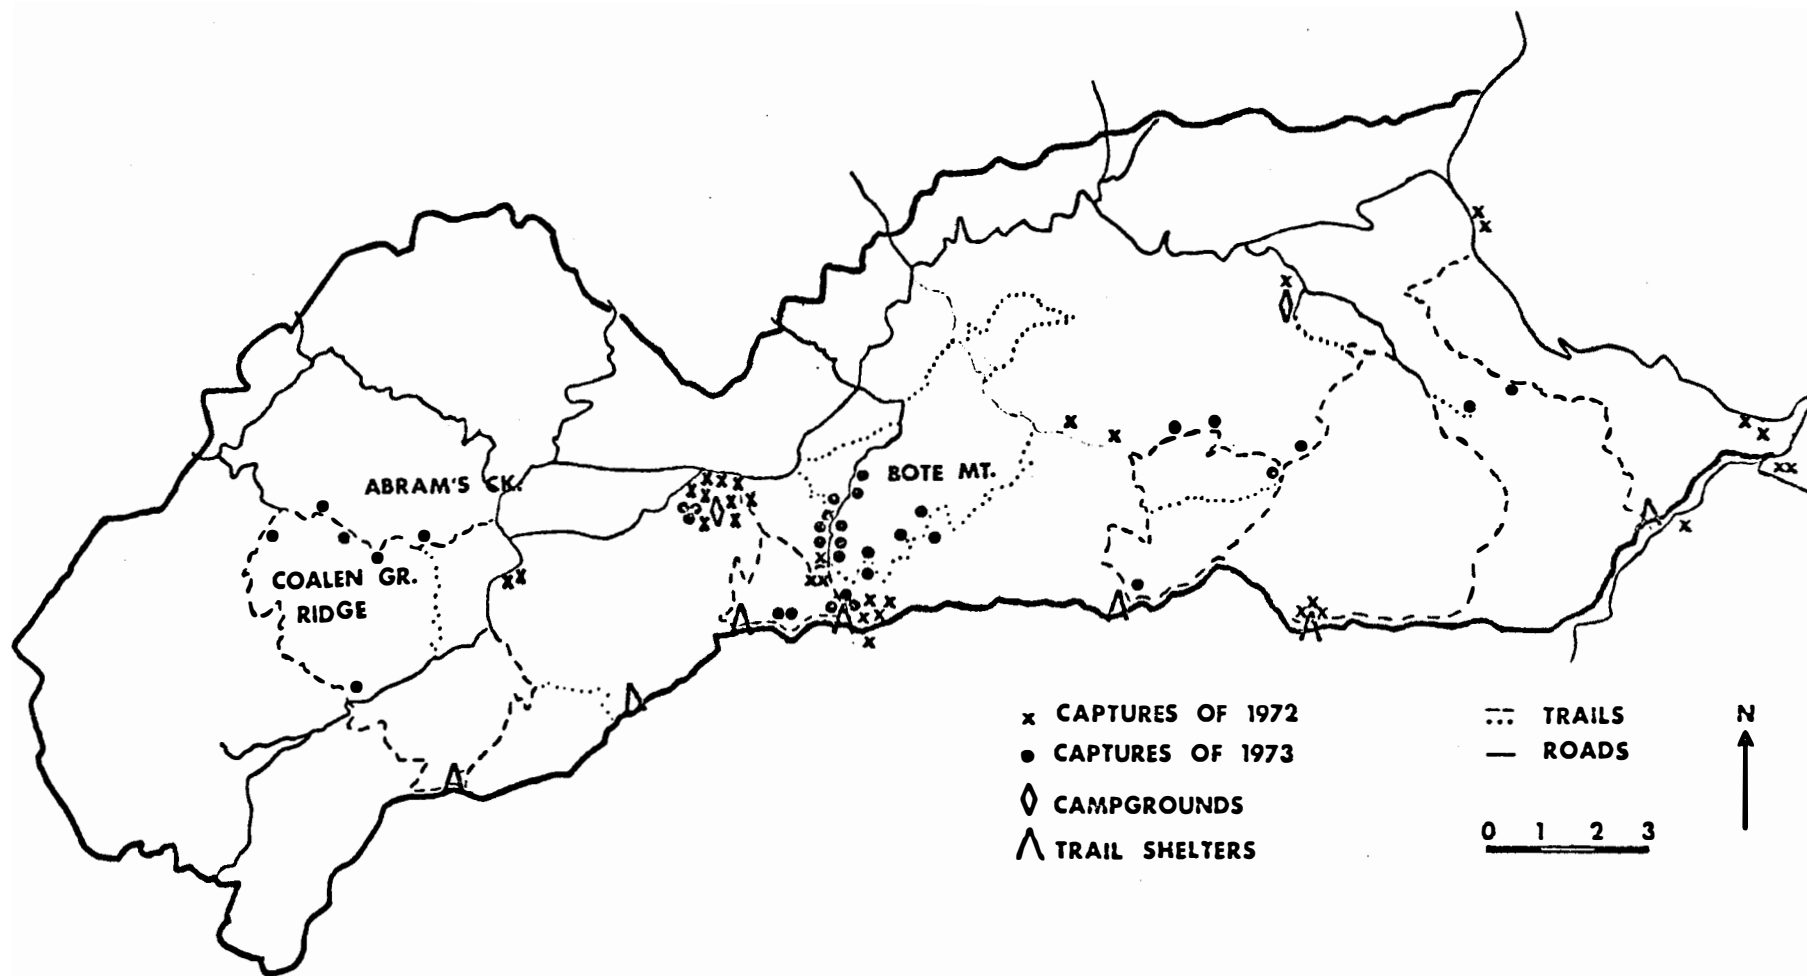 ABRAM'S CK.
BOTE MT.
COALEN GR.
RIDGE
x CAPTURES OF 1972
● CAPTURES OF 1973
CAMPGROUNDS
TRAIL SHELTERS
TRAILS
ROADS
N
0 1 2 3